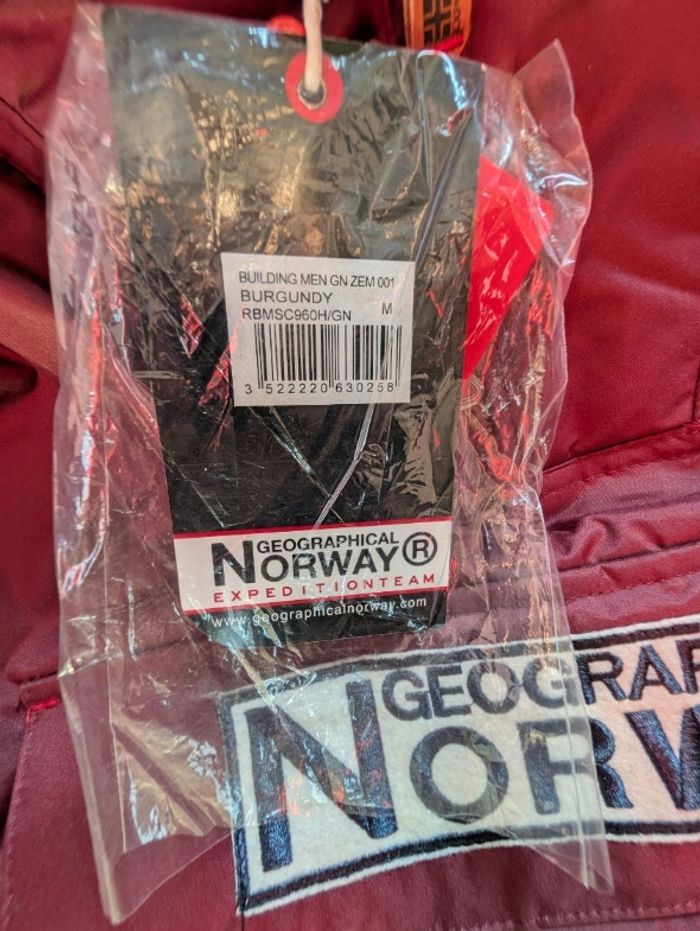 BUILDING MEN GN ZEM 001
BURGUNDY
RBMSC960H/GN M
3 522220 630258
GEOGRAPHICAL
NORWAY®
EXPEDITIONTEAM
www.geographicalnorway.com
GEOGRAP
NORW